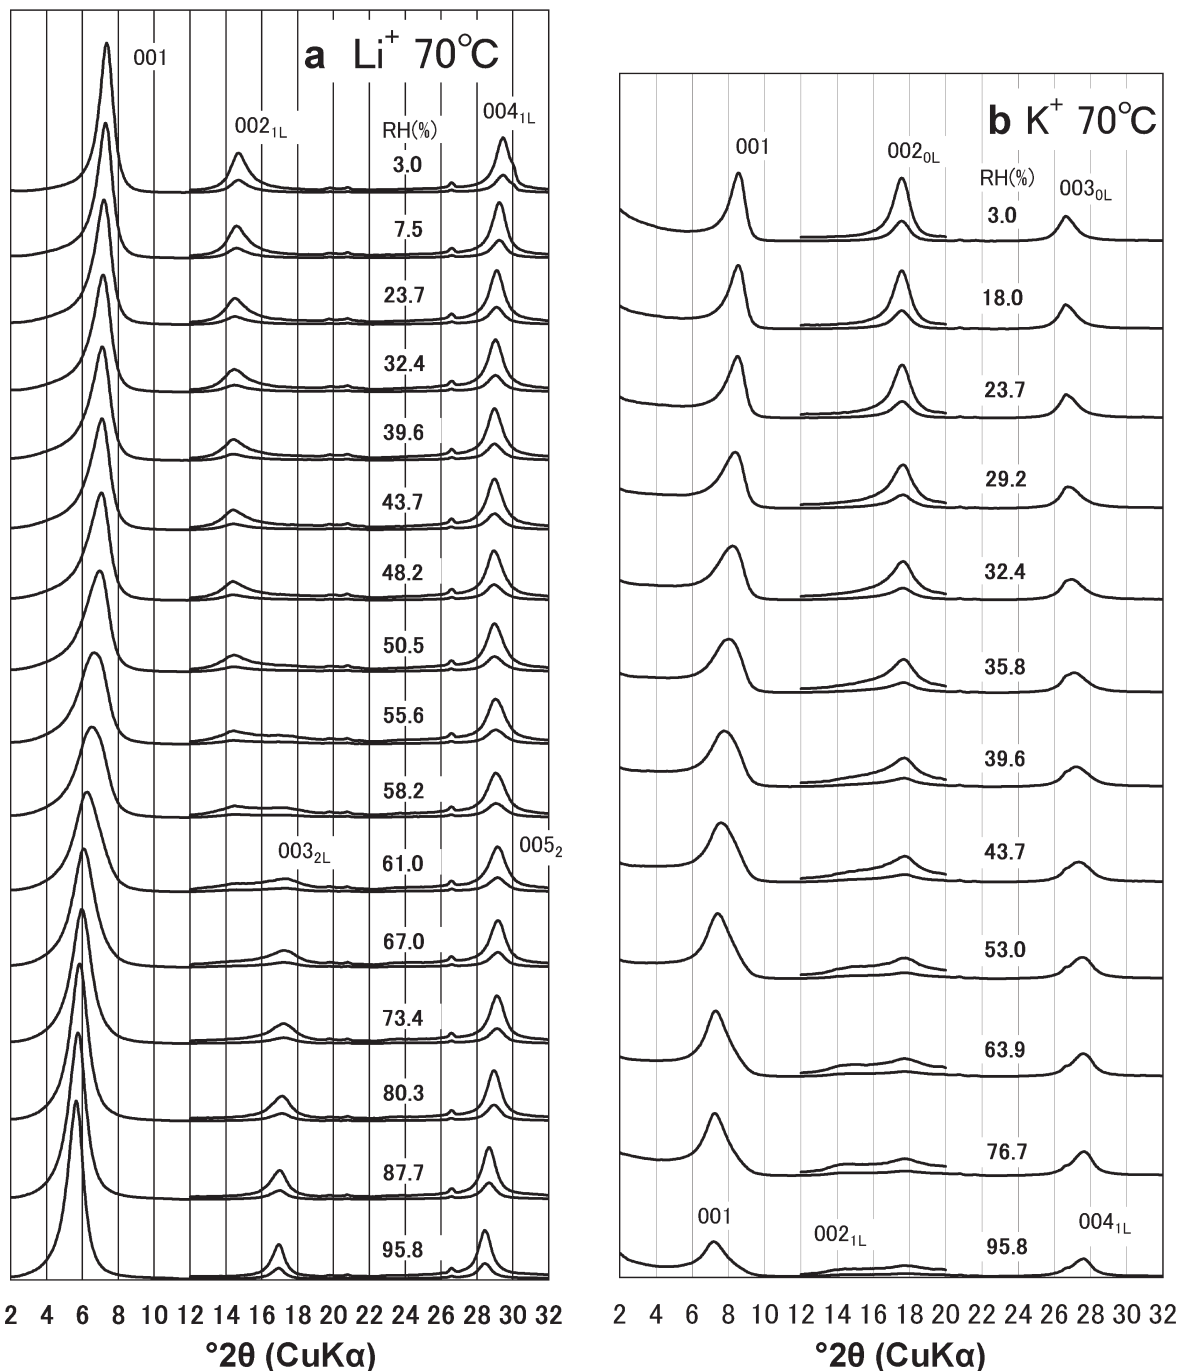 a Li⁺ 70°C
001
002₁L
004₁L
RH(%)
3.0
7.5
23.7
32.4
39.6
43.7
48.2
50.5
55.6
58.2
003₂L
61.0
005₂
67.0
73.4
80.3
87.7
95.8
2 4 6 8 10 12 14 16 18 20 22 24 26 28 30 32
°2θ (CuKα)
b K⁺ 70°C
001
002₀L
RH(%)
003₀L
3.0
18.0
23.7
29.2
32.4
35.8
39.6
43.7
53.0
63.9
76.7
001
002₁L
004₁L
95.8
2 4 6 8 10 12 14 16 18 20 22 24 26 28 30 32
°2θ (CuKα)